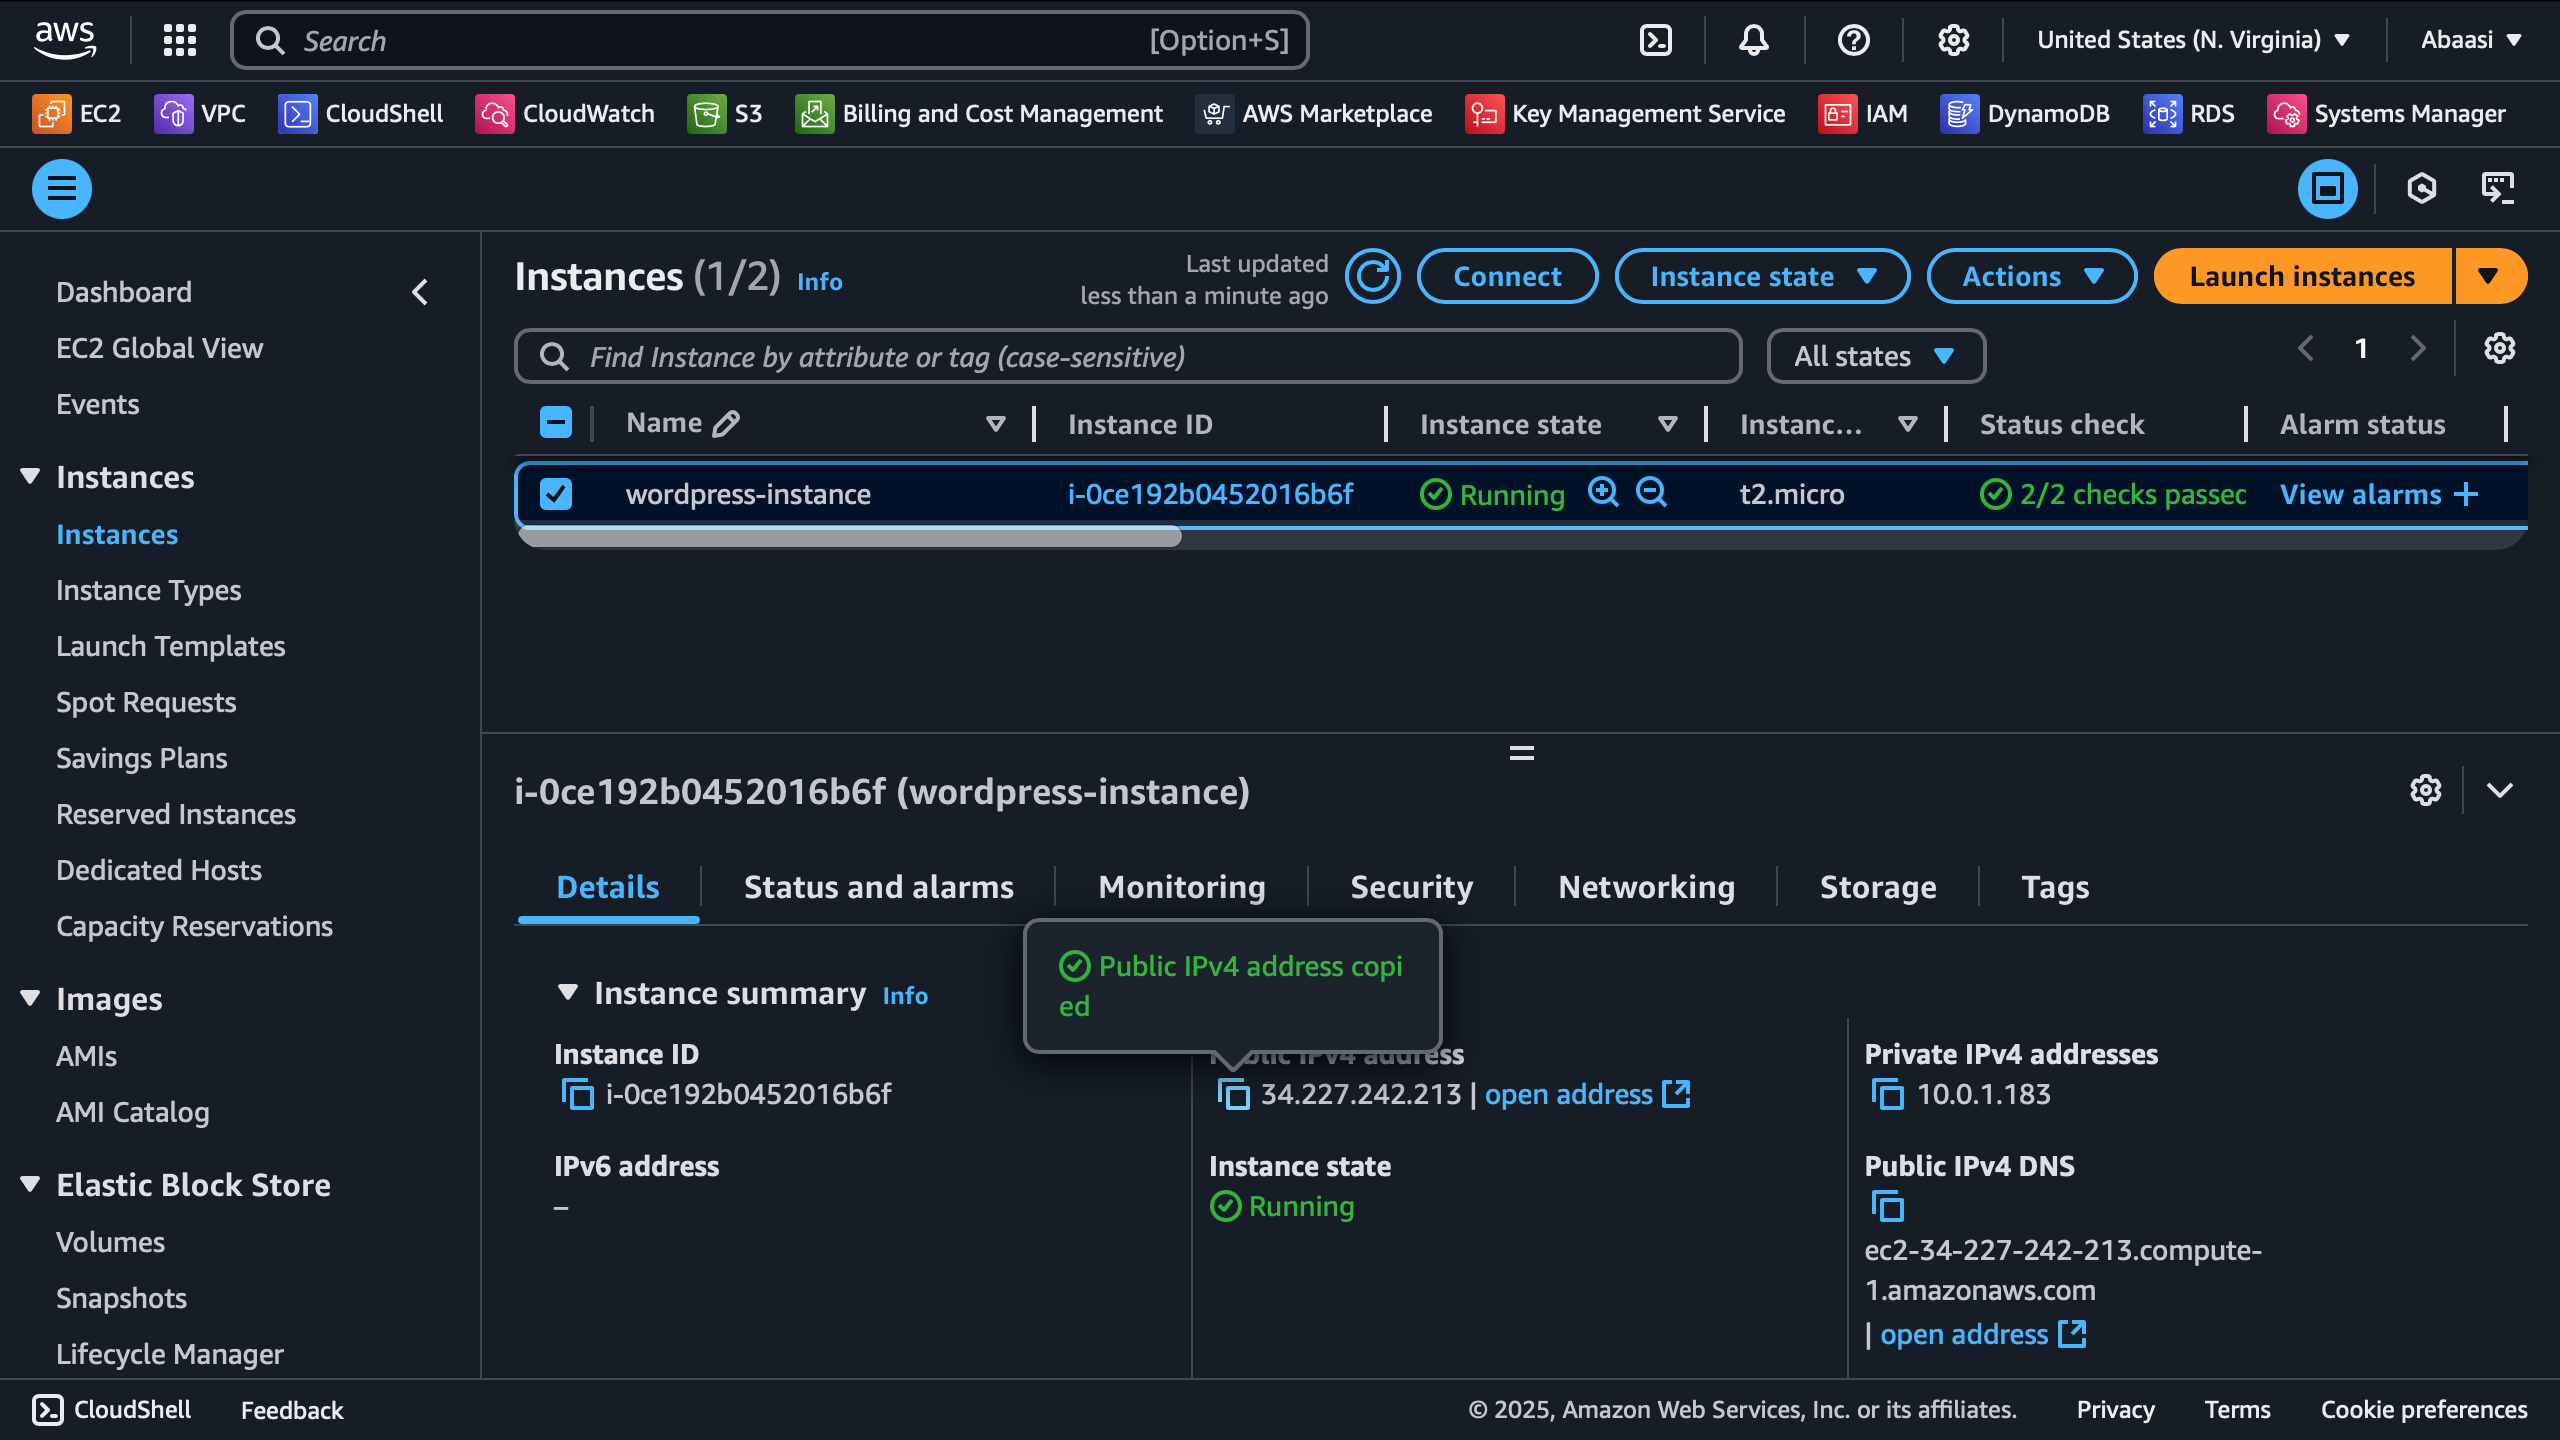 aws
Search [Option+S]
United States (N. Virginia)
Abaasi
EC2
VPC
CloudShell
CloudWatch
S3
Billing and Cost Management
AWS Marketplace
Key Management Service
IAM
DynamoDB
RDS
Systems Manager
Dashboard
EC2 Global View
Events
Instances
Instances
Instance Types
Launch Templates
Spot Requests
Savings Plans
Reserved Instances
Dedicated Hosts
Capacity Reservations
Images
AMIs
AMI Catalog
Elastic Block Store
Volumes
Snapshots
Lifecycle Manager
Instances (1/2) Info
Last updated
less than a minute ago
Connect
Instance state
Actions
Launch instances
Find Instance by attribute or tag (case-sensitive)
All states
1
Name
Instance ID
Instance state
Instanc...
Status check
Alarm status
wordpress-instance
i-0ce192b0452016b6f
Running
t2.micro
2/2 checks passec
View alarms +
i-0ce192b0452016b6f (wordpress-instance)
Details
Status and alarms
Monitoring
Security
Networking
Storage
Tags
Public IPv4 address copi
ed
Instance summary Info
Instance ID
i-0ce192b0452016b6f
Public IPv4 address
34.227.242.213 | open address
Private IPv4 addresses
10.0.1.183
IPv6 address
–
Instance state
Running
Public IPv4 DNS
ec2-34-227-242-213.compute-
1.amazonaws.com
| open address
CloudShell
Feedback
© 2025, Amazon Web Services, Inc. or its affiliates.
Privacy
Terms
Cookie preferences